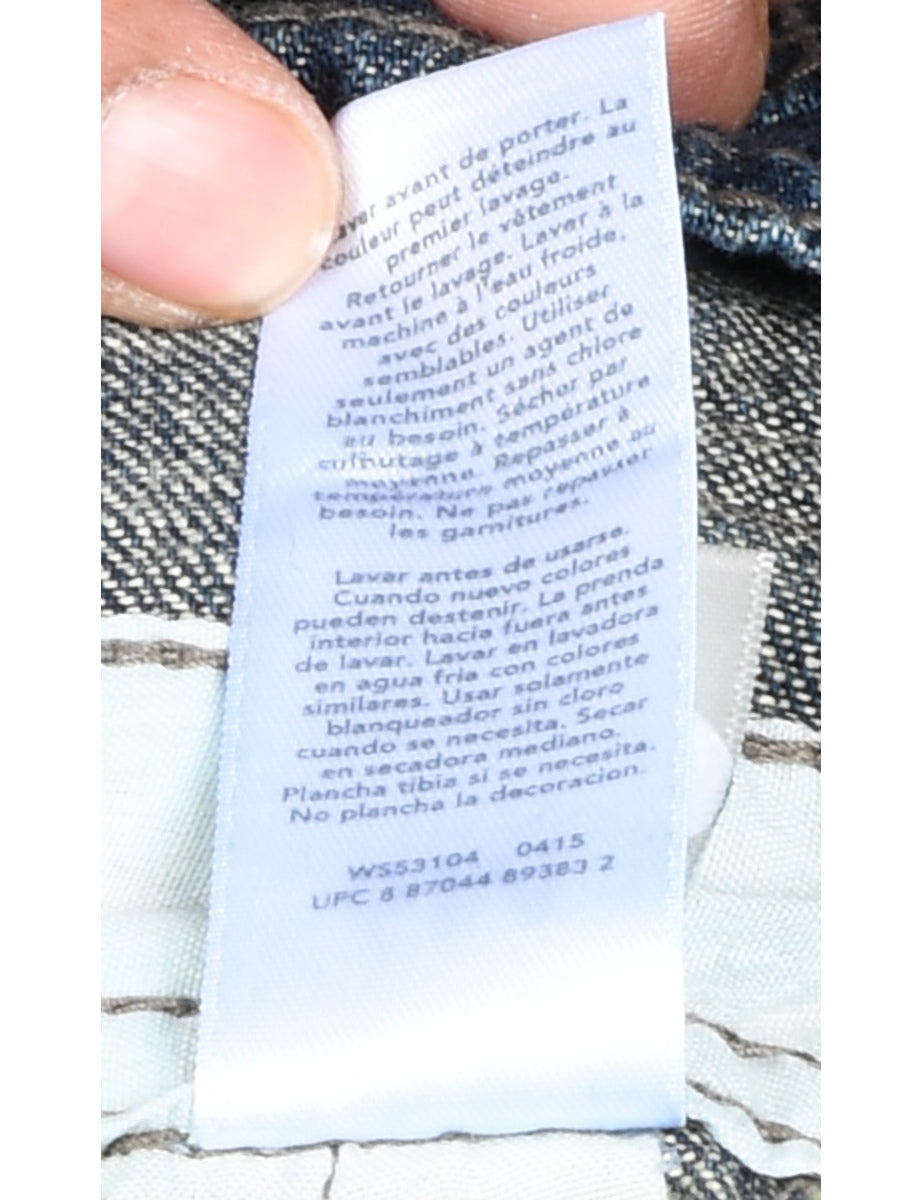 Laver avant de porter. La
couleur peut déteindre au
premier lavage.
Retourner le vêtement
avant le lavage. Laver à la
machine à l'eau froide,
avec des couleurs
semblables. Utiliser
seulement un agent de
blanchiment sans chlore
au besoin. Sécher par
culbutage à température
moyenne. Repasser à
température moyenne au
besoin. Ne pas repasser
les garnitures.
Lavar antes de usarse.
Cuando nuevo colores
pueden destenir. La prenda
interior hacia fuera antes
de lavar. Lavar en lavadora
en agua fria con colores
similares. Usar solamente
blanqueador sin cloro
cuando se necesita. Secar
en secadora mediano.
Plancha tibia si se necesita.
No plancha la decoracion.
WS53104 0415
UPC 8 87044 89383 2